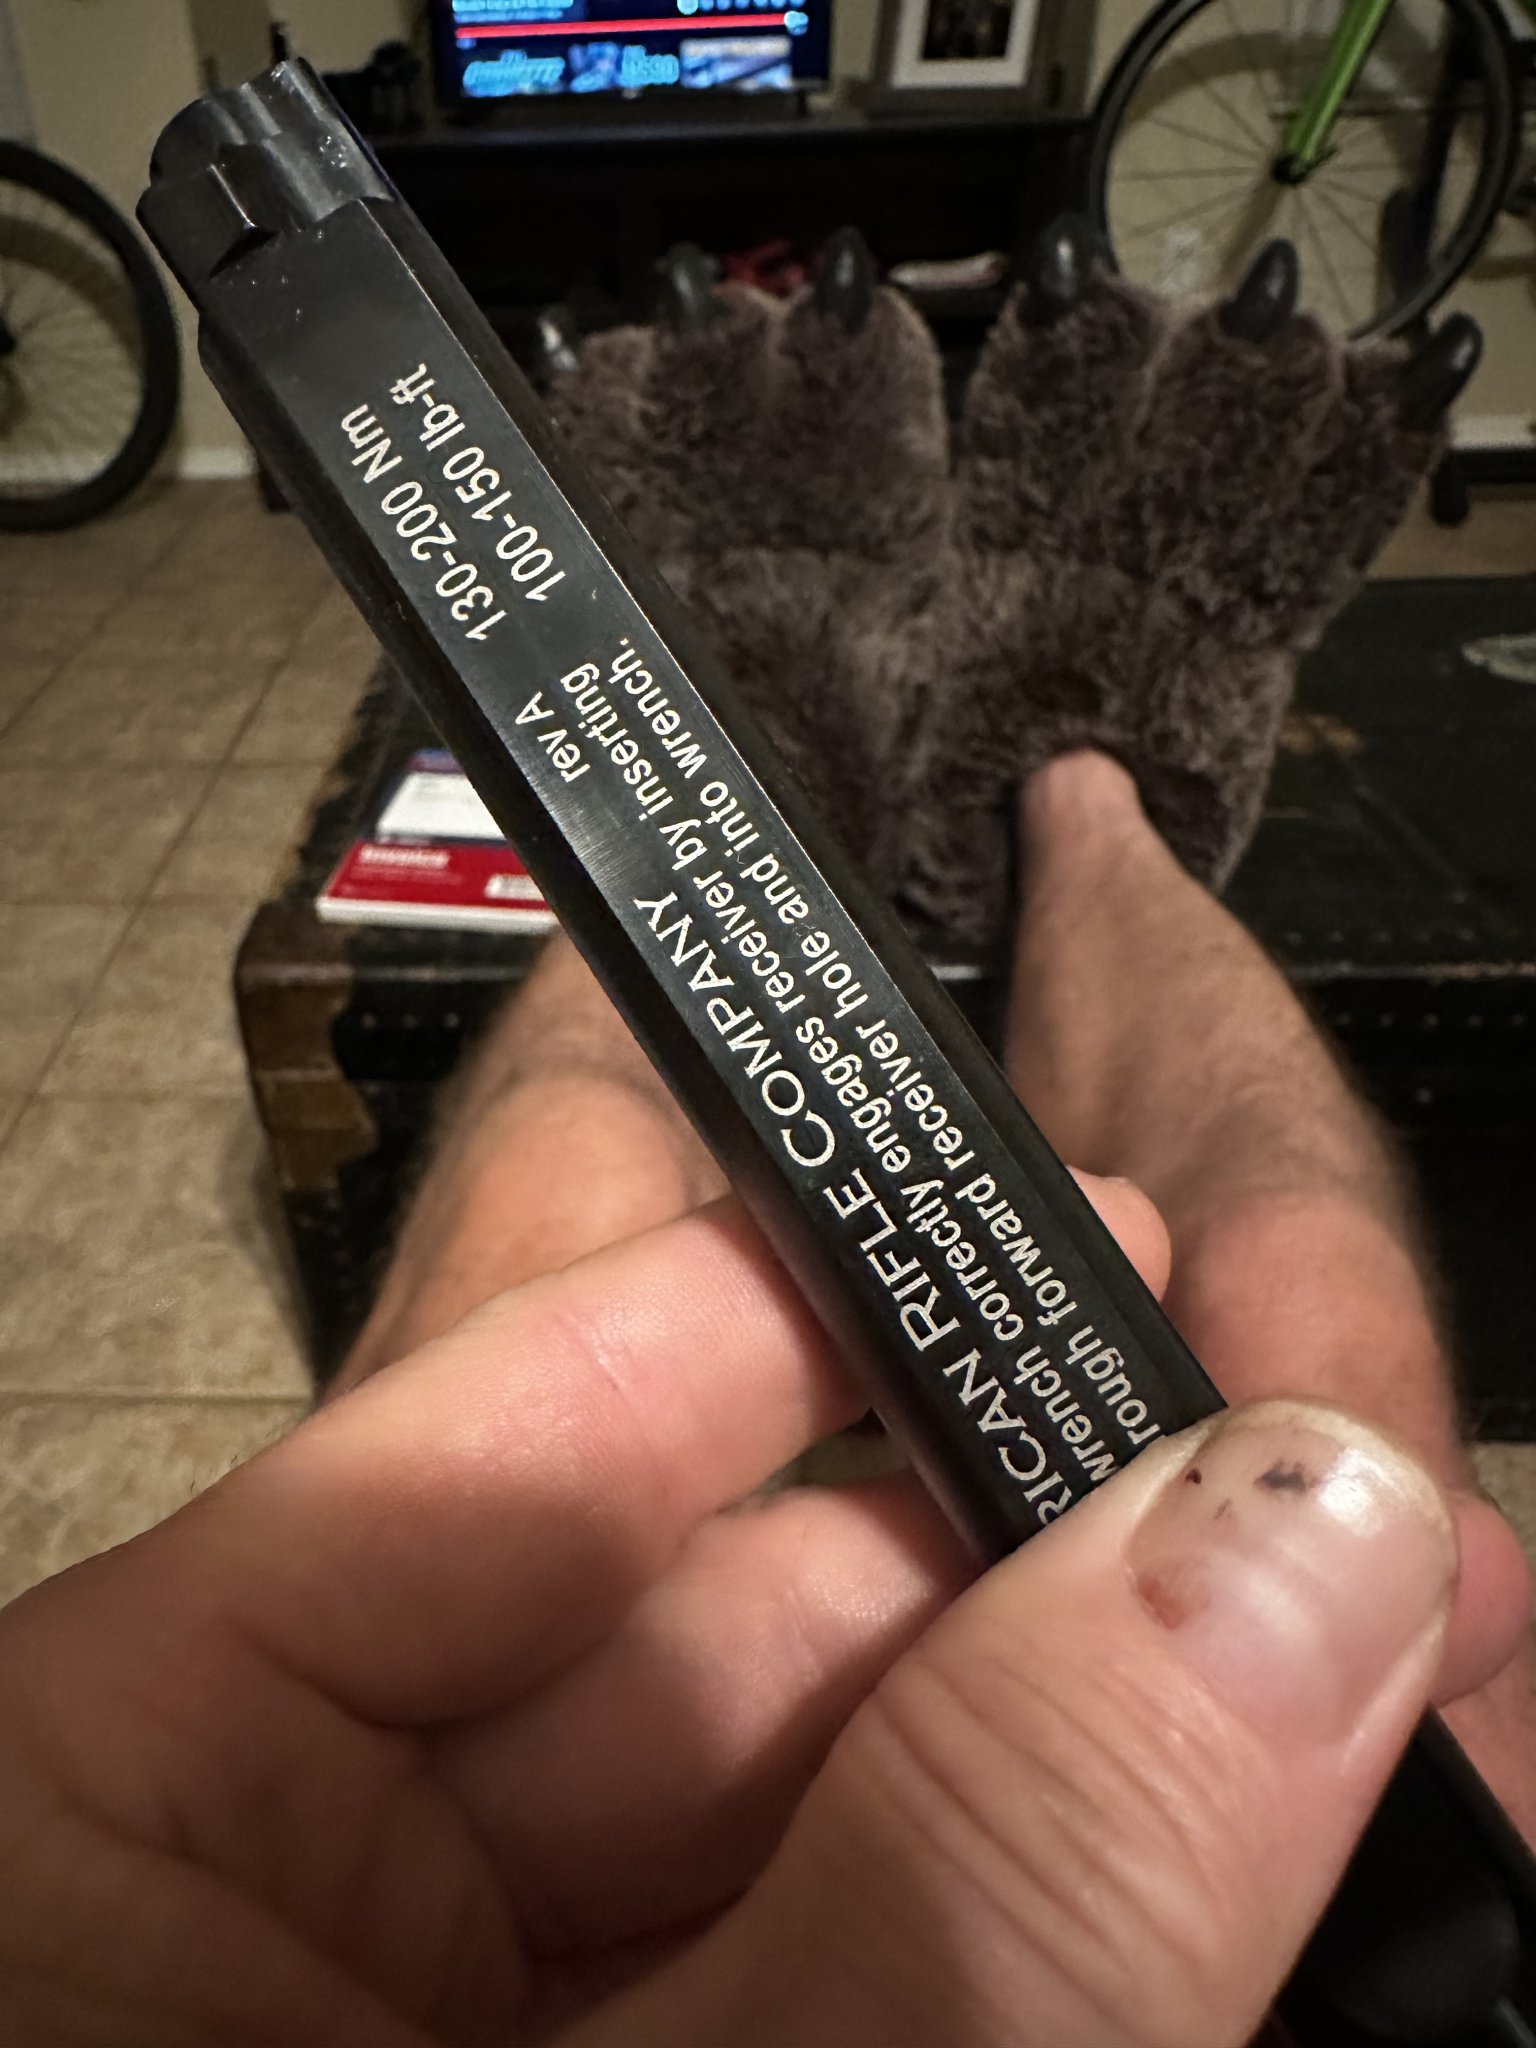 130-200 Nm
100-150 lb-ft
rev A
RICAN RIFLE COMPANY
wrench correctly engages receiver by inserting
rough forward receiver hole and into wrench.